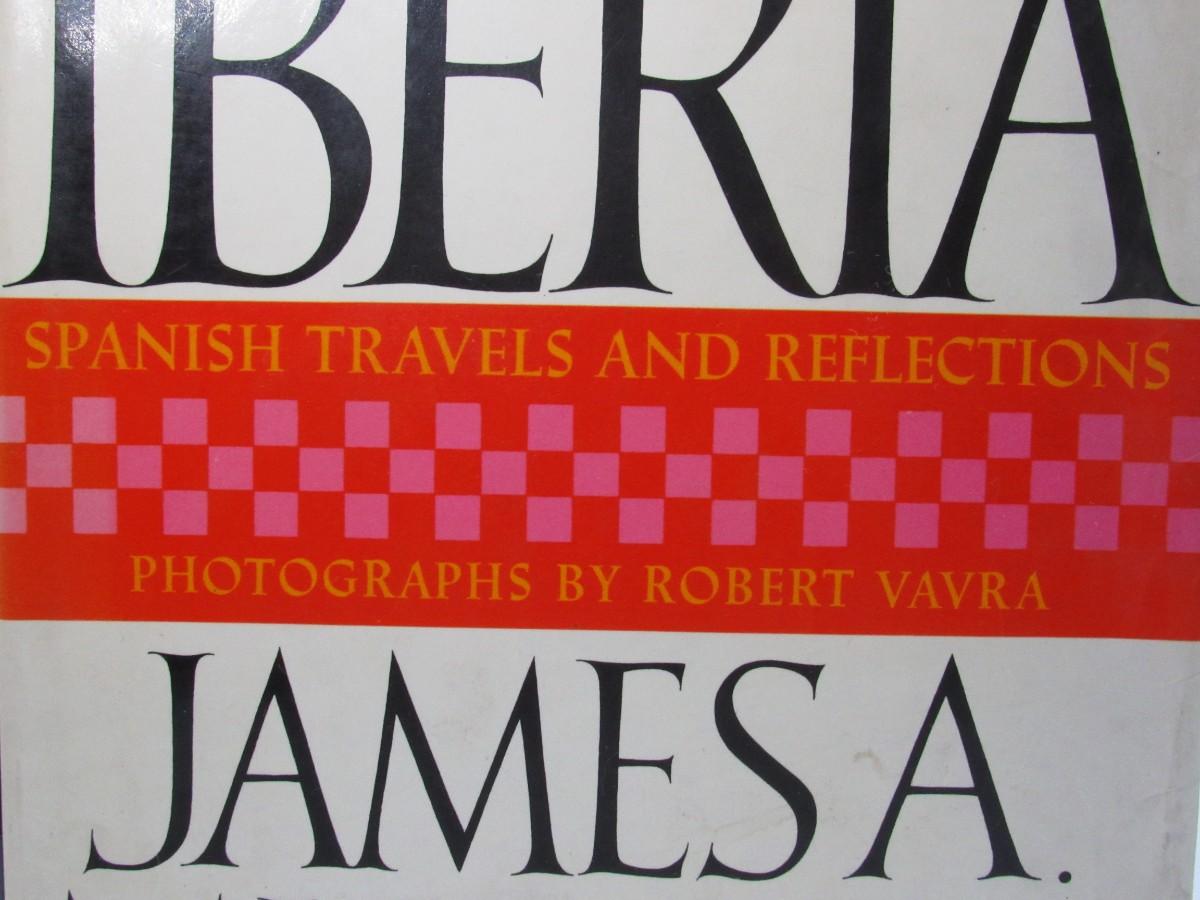 IBERIA
SPANISH TRAVELS AND REFLECTIONS
PHOTOGRAPHS BY ROBERT VAVRA
JAMES A.